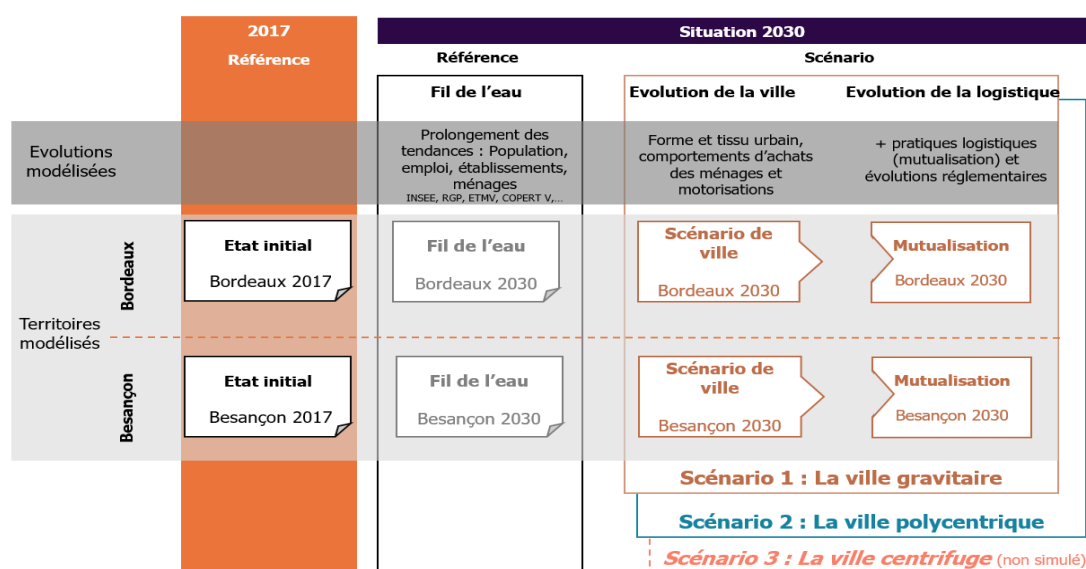 2017
Référence
Situation 2030
Référence
Scénario
Fil de l'eau
Evolution de la ville
Evolution de la logistique
Evolutions
modélisées
Prolongement des
tendances : Population,
emploi, établissements,
ménages
INSEE, RGP, ETMV, COPERT V,...
Forme et tissu urbain,
comportements d'achats
des ménages et
motorisations
+ pratiques logistiques
(mutualisation) et
évolutions réglementaires
Territoires
modélisés
Bordeaux
Etat initial
Bordeaux 2017
Fil de l'eau
Bordeaux 2030
Scénario de
ville
Bordeaux 2030
Mutualisation
Bordeaux 2030
Besançon
Etat initial
Besançon 2017
Fil de l'eau
Besançon 2030
Scénario de
ville
Besançon 2030
Mutualisation
Besançon 2030
Scénario 1 : La ville gravitaire
Scénario 2 : La ville polycentrique
Scénario 3 : La ville centrifuge (non simulé)